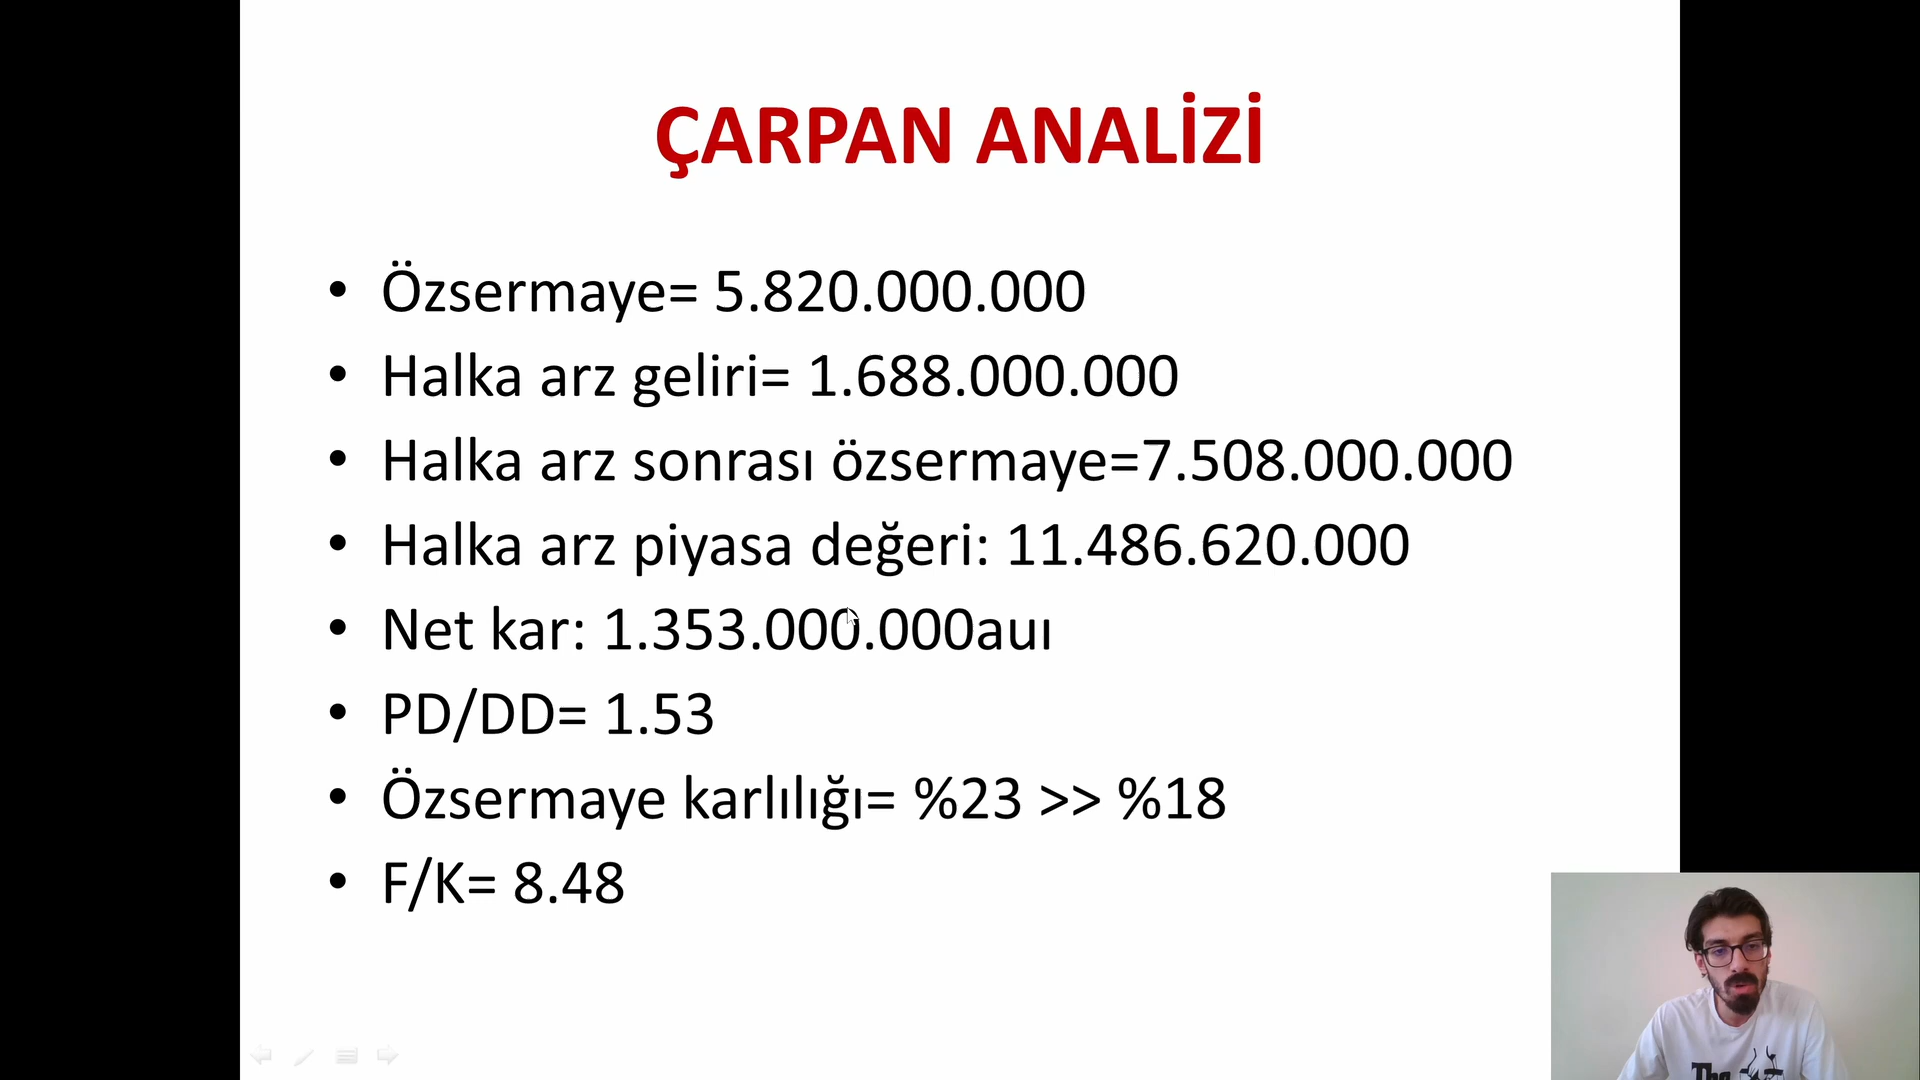 ÇARPAN ANALİZİ
• Özsermaye= 5.820.000.000
• Halka arz geliri= 1.688.000.000
• Halka arz sonrası özsermaye=7.508.000.000
• Halka arz piyasa değeri: 11.486.620.000
• Net kar: 1.353.000.000auı
• PD/DD= 1.53
• Özsermaye karlılığı= %23 >> %18
• F/K= 8.48
The